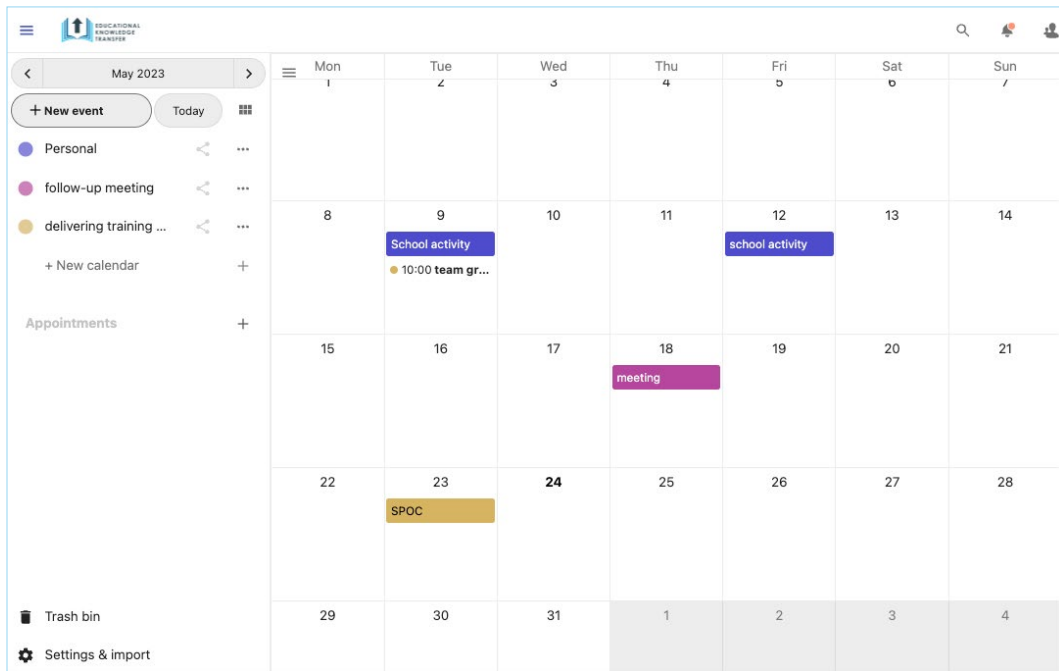 EDUCATIONAL
KNOWLEDGE
TRANSFER
May 2023
+ New event
Today
Personal
follow-up meeting
delivering training ...
+ New calendar
Appointments
Trash bin
Settings & import
Mon Tue Wed Thu Fri Sat Sun
1 2 3 4 5 6 7
8 9 10 11 12 13 14
School activity school activity
10:00 team gr...
15 16 17 18 19 20 21
meeting
22 23 24 25 26 27 28
SPOC
29 30 31 1 2 3 4